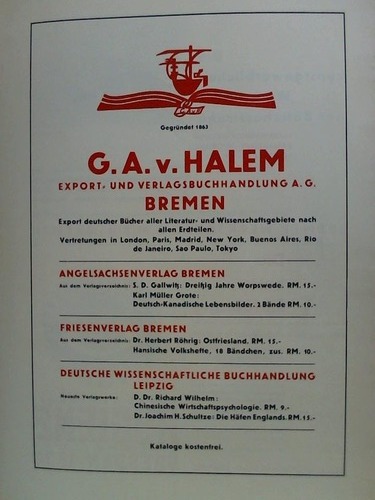 Gegründet 1863
G. A. v. HALEM
EXPORT- UND VERLAGSBUCHHANDLUNG A. G.
BREMEN
Export deutscher Bücher aller Literatur- und Wissenschaftsgebiete nach
allen Erdteilen.
Vertretungen in London, Paris, Madrid, New York, Buenos Aires, Rio
de Janeiro, Sao Paulo, Tokyo
ANGELSACHSENVERLAG BREMEN
Aus dem Verlagsverzeichnis: S. D. Gallwitz: Dreißig Jahre Worpswede. RM. 15.-
Karl Müller Grote:
Deutsch-Kanadische Lebensbilder. 3 Bände RM. 10.-
FRIESENVERLAG BREMEN
Aus dem Verlagsverzeichnis: Dr. Herbert Röhrig: Ostfriesland. RM. 15.-
Hansische Volkshefte, 18 Bändchen, zus. RM. 10.-
DEUTSCHE WISSENSCHAFTLICHE BUCHHANDLUNG
LEIPZIG
Neueste Verlagswerke: D. Dr. Richard Wilhelm:
Chinesische Wirtschaftspsychologie. RM. 9.-
Dr. Joachim H. Schultze: Die Häfen Englands. RM. 15.-
Kataloge kostenfrei.